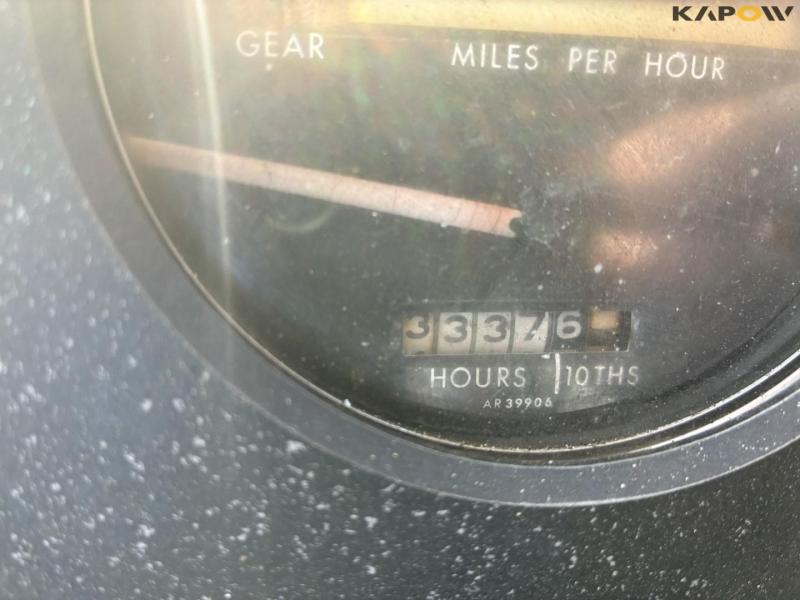 KAPOW
GEAR MILES PER HOUR
33376
HOURS 10THS
AR39906